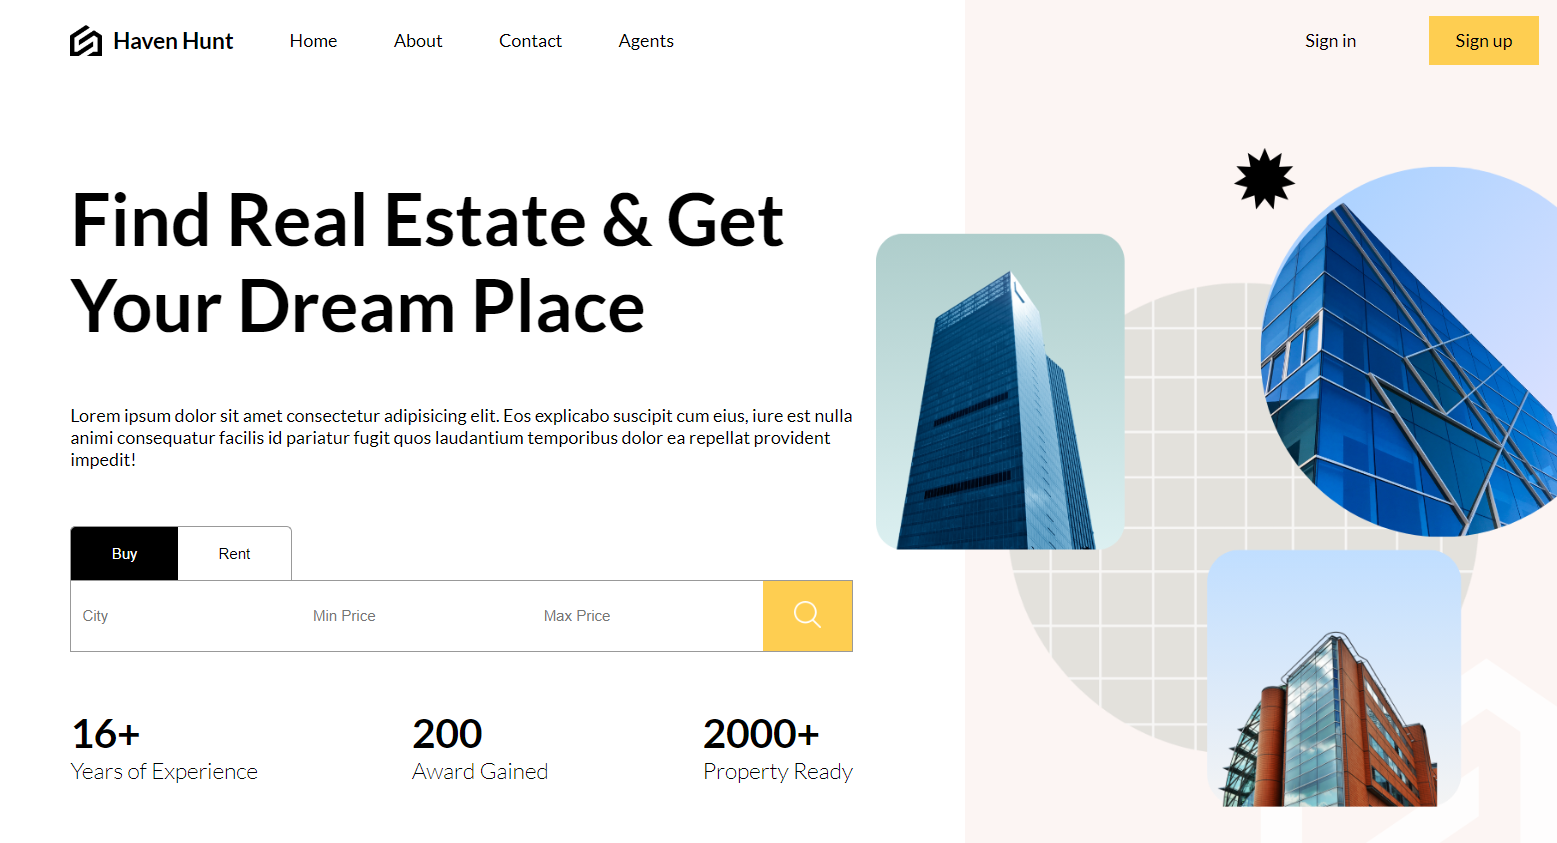 Haven Hunt Home About Contact Agents Sign in Sign up
Find Real Estate & Get
Your Dream Place
Lorem ipsum dolor sit amet consectetur adipisicing elit. Eos explicabo suscipit cum eius, iure est nulla
animi consequatur facilis id pariatur fugit quos laudantium temporibus dolor ea repellat provident
impedit!
Buy Rent
City Min Price Max Price
16+ 200 2000+
Years of Experience Award Gained Property Ready